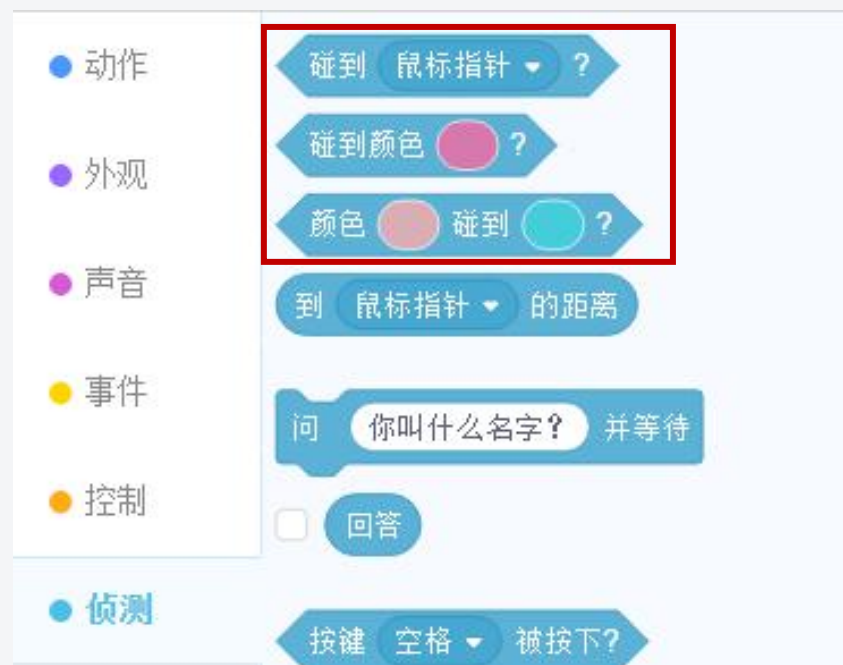 动作
外观
声音
事件
控制
侦测
碰到 鼠标指针 ?
碰到颜色 ?
颜色 碰到 ?
到 鼠标指针 的距离
问 你叫什么名字? 并等待
回答
按键 空格 被按下?